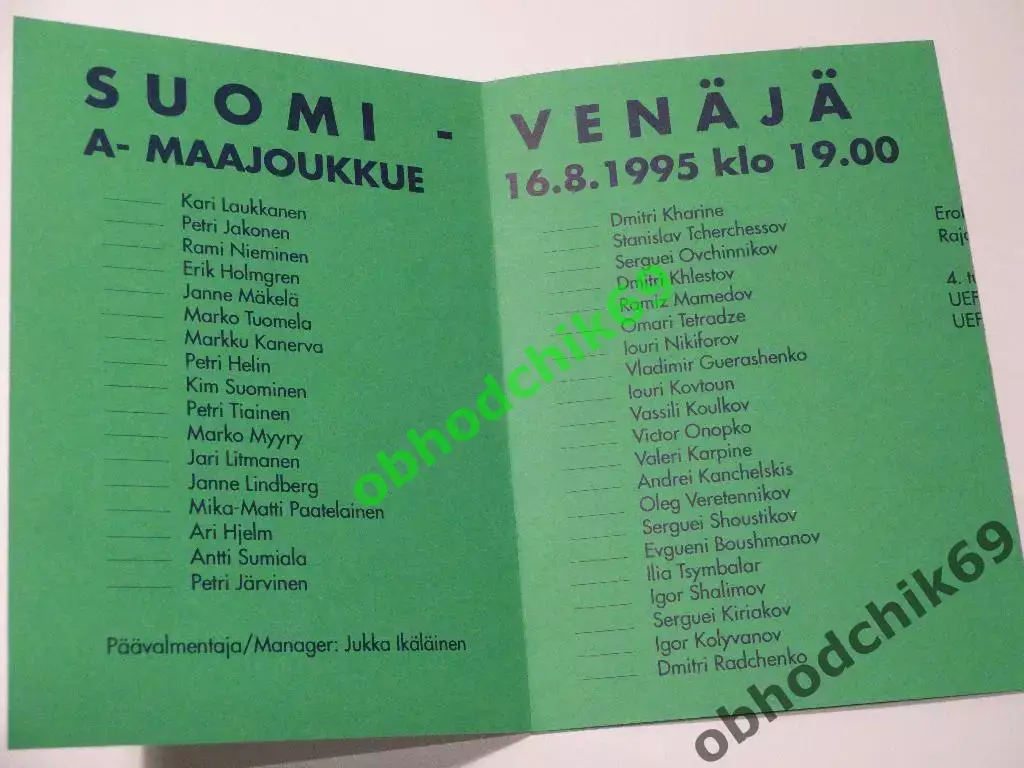 SUOMI - VENÄJÄ
A- MAAJOUKKUE
16.8.1995 klo 19.00
Kari Laukkanen
Petri Jakonen
Rami Nieminen
Erik Holmgren
Janne Mäkelä
Marko Tuomela
Markku Kanerva
Petri Helin
Kim Suominen
Petri Tiainen
Marko Myyry
Jari Litmanen
Janne Lindberg
Mika-Matti Paatelainen
Ari Hjelm
Antti Sumiala
Petri Järvinen
Päävalmentaja/Manager: Jukka Ikäläinen
Dmitri Kharine
Stanislav Tcherchessov
Serguei Ovchinnikov
Dmitri Khlestov
Ramiz Mamedov
Omari Tetradze
Iouri Nikiforov
Vladimir Guerashenko
Iouri Kovtoun
Vassili Koulkov
Victor Onopko
Valeri Karpine
Andrei Kanchelskis
Oleg Veretennikov
Serguei Shoustikov
Evgueni Boushmanov
Ilia Tsymbalar
Igor Shalimov
Serguei Kiriakov
Igor Kolyvanov
Dmitri Radchenko
4.
obhodchik69
obhodchik69